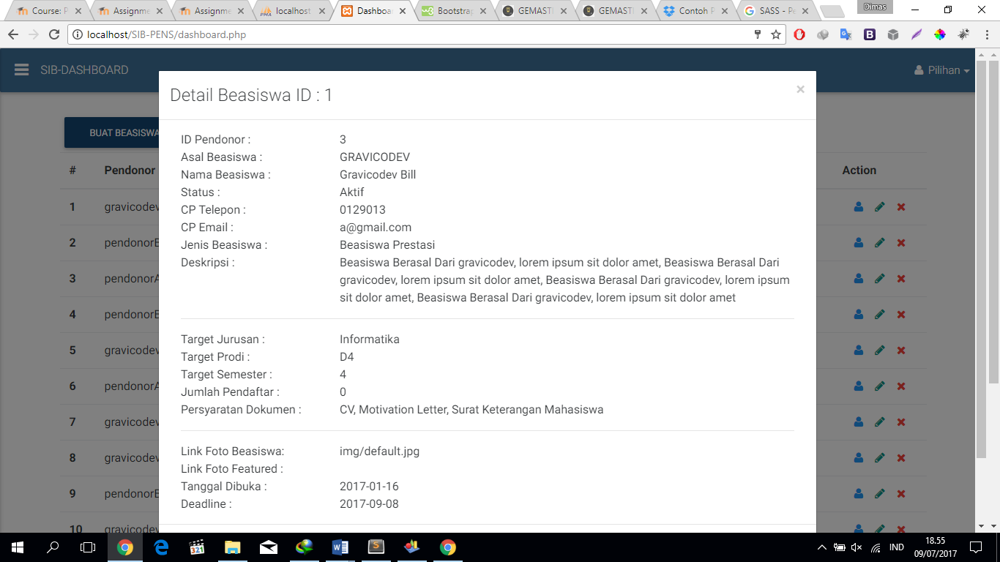 Dimas
Course: P
Assignme
Assignme
localhost
Dashboa
Bootstrap
GEMASTI
GEMASTI
Contoh P
SASS - Pe
localhost/SIB-PENS/dashboard.php
SIB-DASHBOARD
Pilihan
BUAT BEASISWA
Detail Beasiswa ID : 1
×
# Pendonor Action
1 gravicodev
2 pendonorB
3 pendonorA
4 pendonorB
5 gravicodev
6 pendonorA
7 gravicodev
8 gravicodev
9 pendonorB
10 gravicodev
ID Pendonor : 3
Asal Beasiswa : GRAVICODEV
Nama Beasiswa : Gravicodev Bill
Status : Aktif
CP Telepon : 0129013
CP Email : a@gmail.com
Jenis Beasiswa : Beasiswa Prestasi
Deskripsi : Beasiswa Berasal Dari gravicodev, lorem ipsum sit dolor amet, Beasiswa Berasal Dari
gravicodev, lorem ipsum sit dolor amet, Beasiswa Berasal Dari gravicodev, lorem ipsum
sit dolor amet, Beasiswa Berasal Dari gravicodev, lorem ipsum sit dolor amet
Target Jurusan : Informatika
Target Prodi : D4
Target Semester : 4
Jumlah Pendaftar : 0
Persyaratan Dokumen : CV, Motivation Letter, Surat Keterangan Mahasiswa
Link Foto Beasiswa: img/default.jpg
Link Foto Featured :
Tanggal Dibuka : 2017-01-16
Deadline : 2017-09-08
IND
18.55
09/07/2017